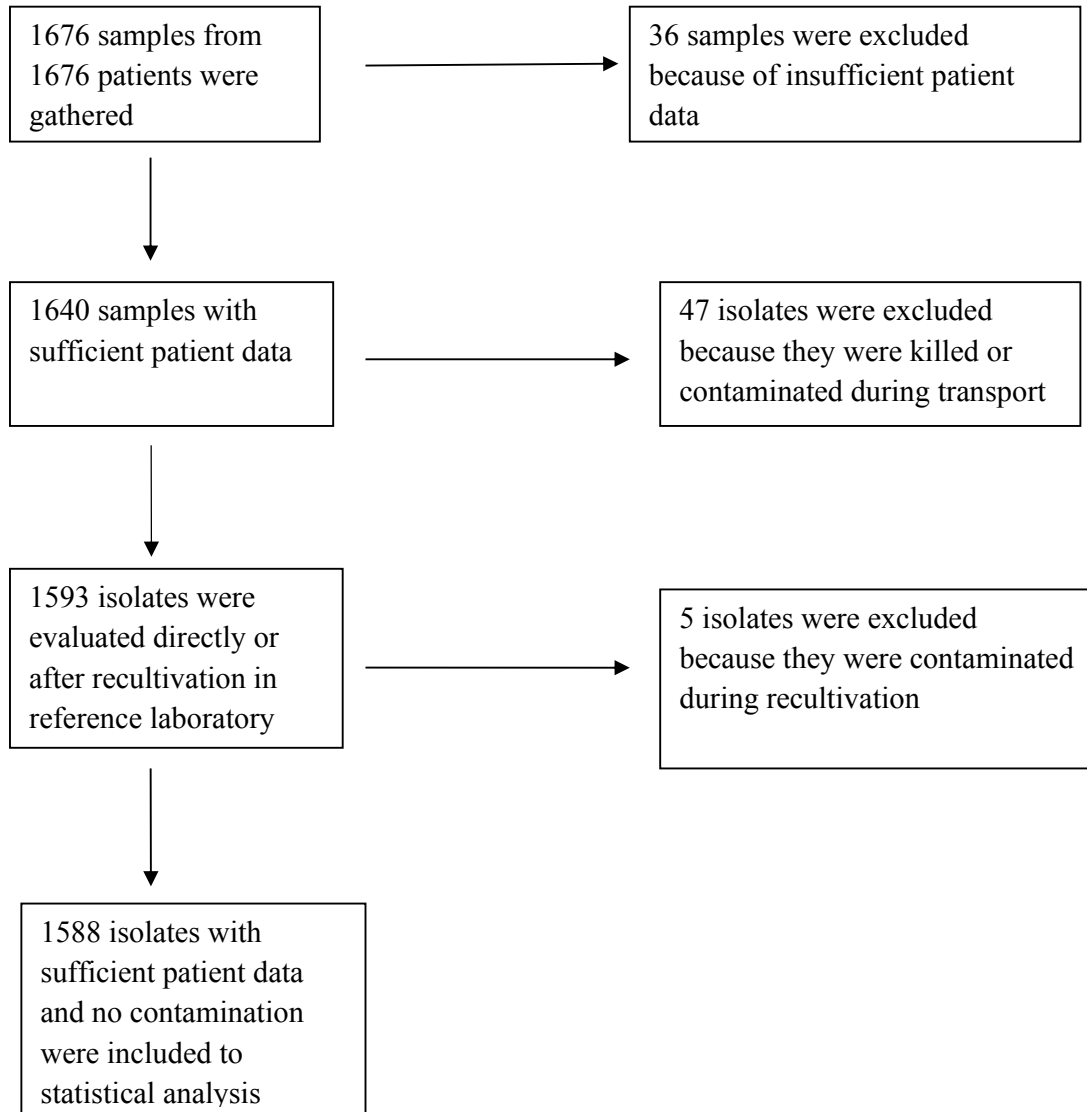 1676 samples from
1676 patients were
gathered
36 samples were excluded
because of insufficient patient
data
1640 samples with
sufficient patient data
47 isolates were excluded
because they were killed or
contaminated during transport
1593 isolates were
evaluated directly or
after recultivation in
reference laboratory
5 isolates were excluded
because they were contaminated
during recultivation
1588 isolates with
sufficient patient data
and no contamination
were included to
statistical analysis